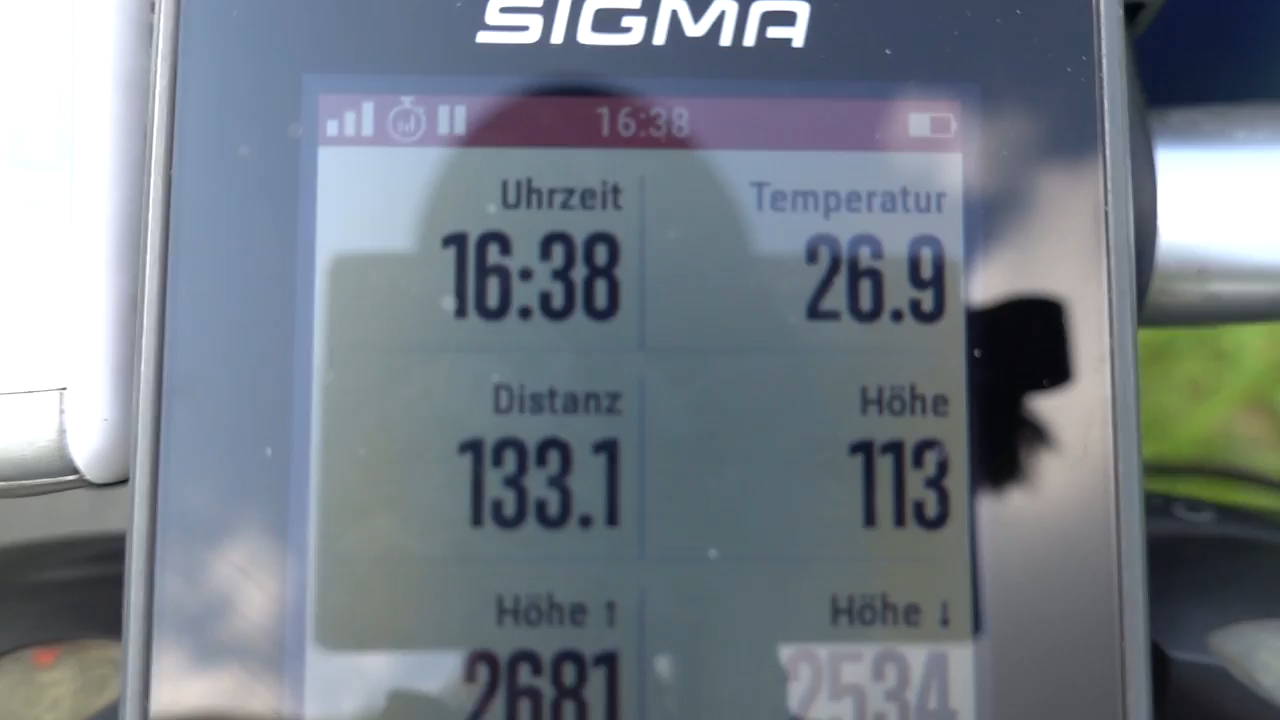 SIGMA
16:38
Uhrzeit Temperatur
16:38 26.9
Distanz Höhe
133.1 113
Höhe ↑ Höhe ↓
2681 2534